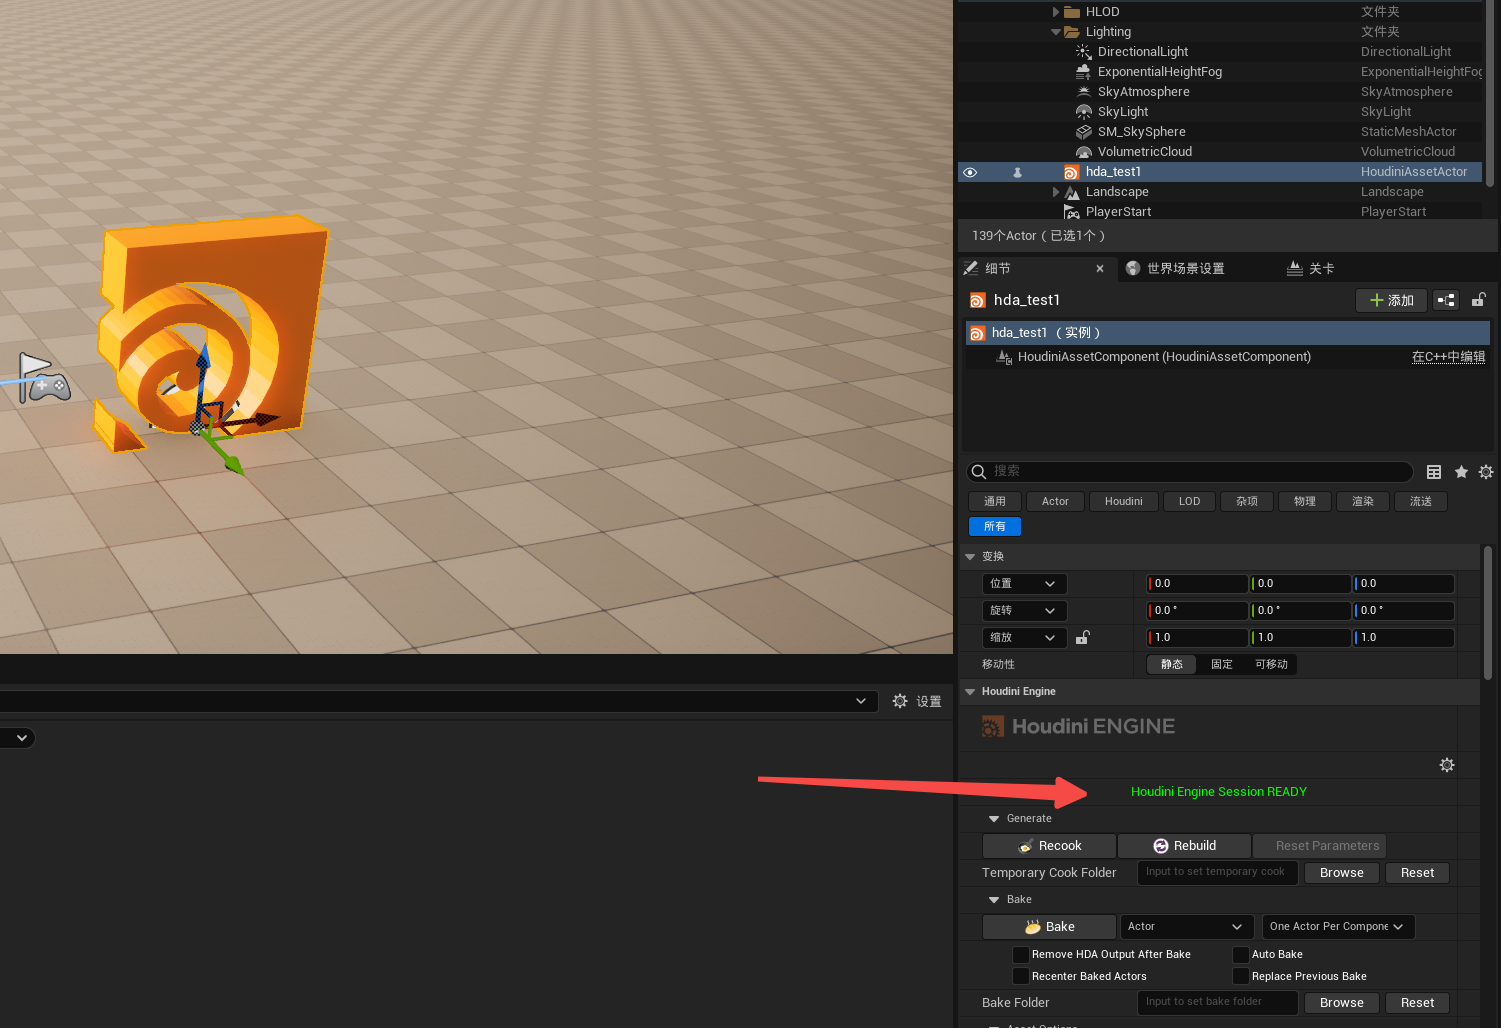 HLOD 文件夹
Lighting 文件夹
DirectionalLight DirectionalLight
ExponentialHeightFog ExponentialHeightFog
SkyAtmosphere SkyAtmosphere
SkyLight SkyLight
SM_SkySphere StaticMeshActor
VolumetricCloud VolumetricCloud
hda_test1 HoudiniAssetActor
Landscape Landscape
PlayerStart PlayerStart
139个Actor（已选1个）
细节 × 世界场景设置 关卡
hda_test1 添加
hda_test1 （实例）
HoudiniAssetComponent (HoudiniAssetComponent) 在C++中编辑
搜索
通用 Actor Houdini LOD 杂项 物理 渲染 流送
所有
变换
位置 0.0 0.0 0.0
旋转 0.0 ° 0.0 ° 0.0 °
缩放 1.0 1.0 1.0
移动性 静态 固定 可移动
Houdini Engine
设置
Houdini ENGINE
Houdini Engine Session READY
Generate
Recook Rebuild Reset Parameters
Temporary Cook Folder Input to set temporary cook Browse Reset
Bake
Bake Actor One Actor Per Compone
Remove HDA Output After Bake Auto Bake
Recenter Baked Actors Replace Previous Bake
Bake Folder Input to set bake folder Browse Reset
Asset Options